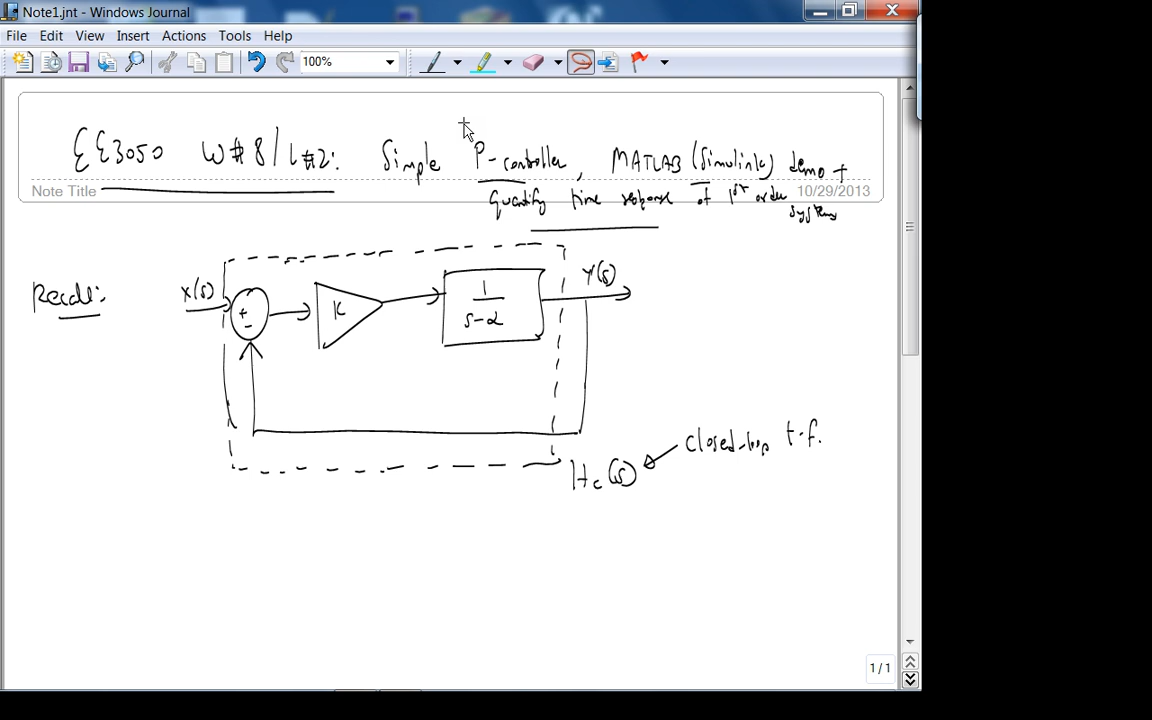 Note1.jnt - Windows Journal
File Edit View Insert Actions Tools Help
100%
EE3050 W#8/L#2: Simple P-controller, MATLAB (Simulink) demo +
quantify time response of 1st order systems
Note Title
10/29/2013
Recall:
X(s)
+
-
K
1
s-2
Y(s)
Hc(s)
closed-loop t.f.
1/1